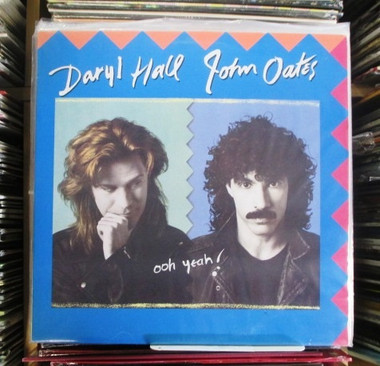 Daryl Hall John Oates
ooh yeah!